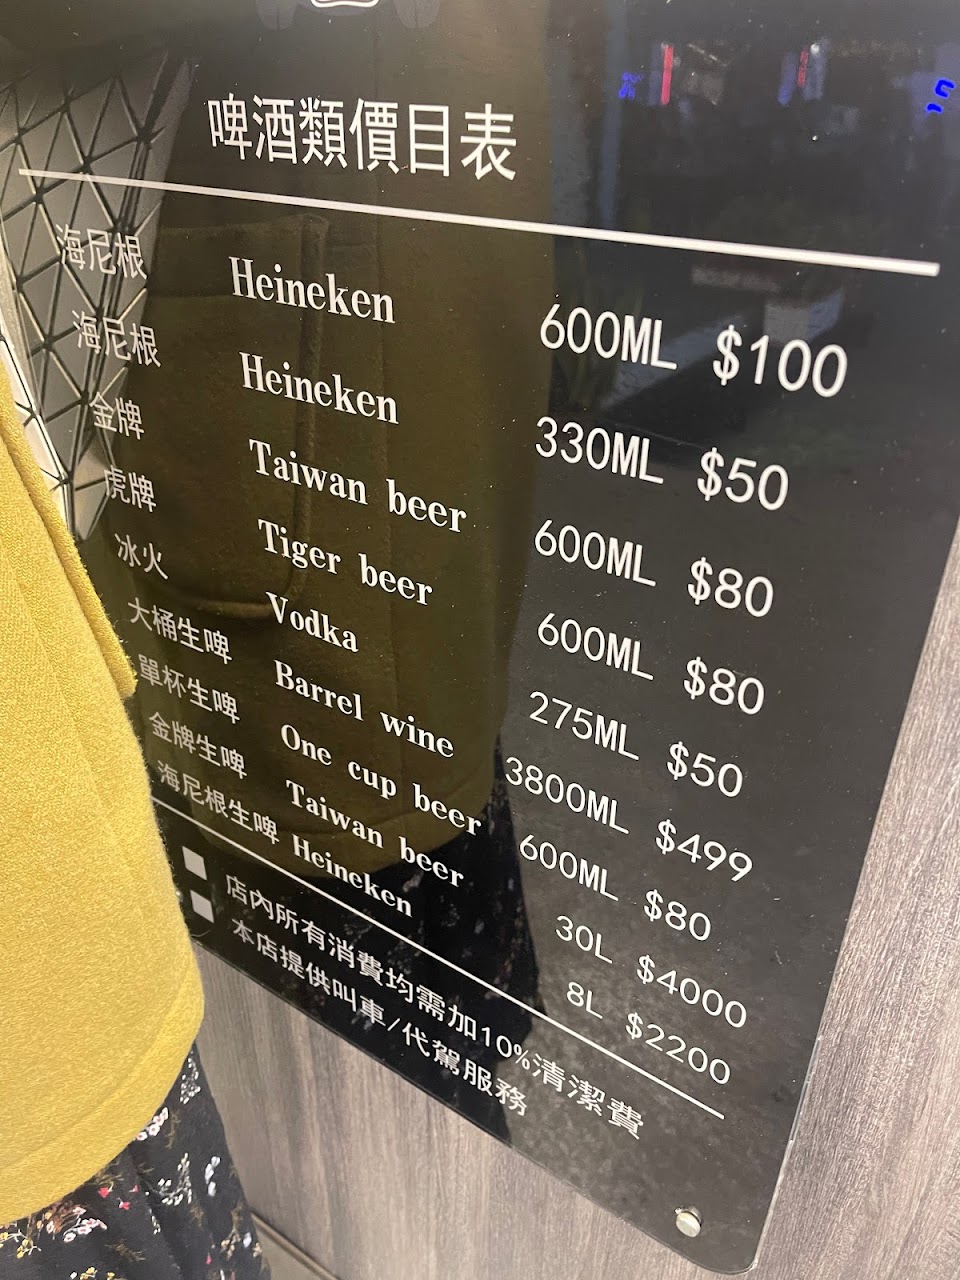 啤酒類價目表
海尼根 Heineken 600ML $100
海尼根 Heineken 330ML $50
金牌 Taiwan beer 600ML $80
虎牌 Tiger beer 600ML $80
冰火 Vodka 275ML $50
大桶生啤 Barrel wine 3800ML $499
單杯生啤 One cup beer 600ML $80
金牌生啤 Taiwan beer 30L $4000
海尼根生啤 Heineken 8L $2200
店內所有消費均需加10%清潔費
本店提供叫車/代駕服務